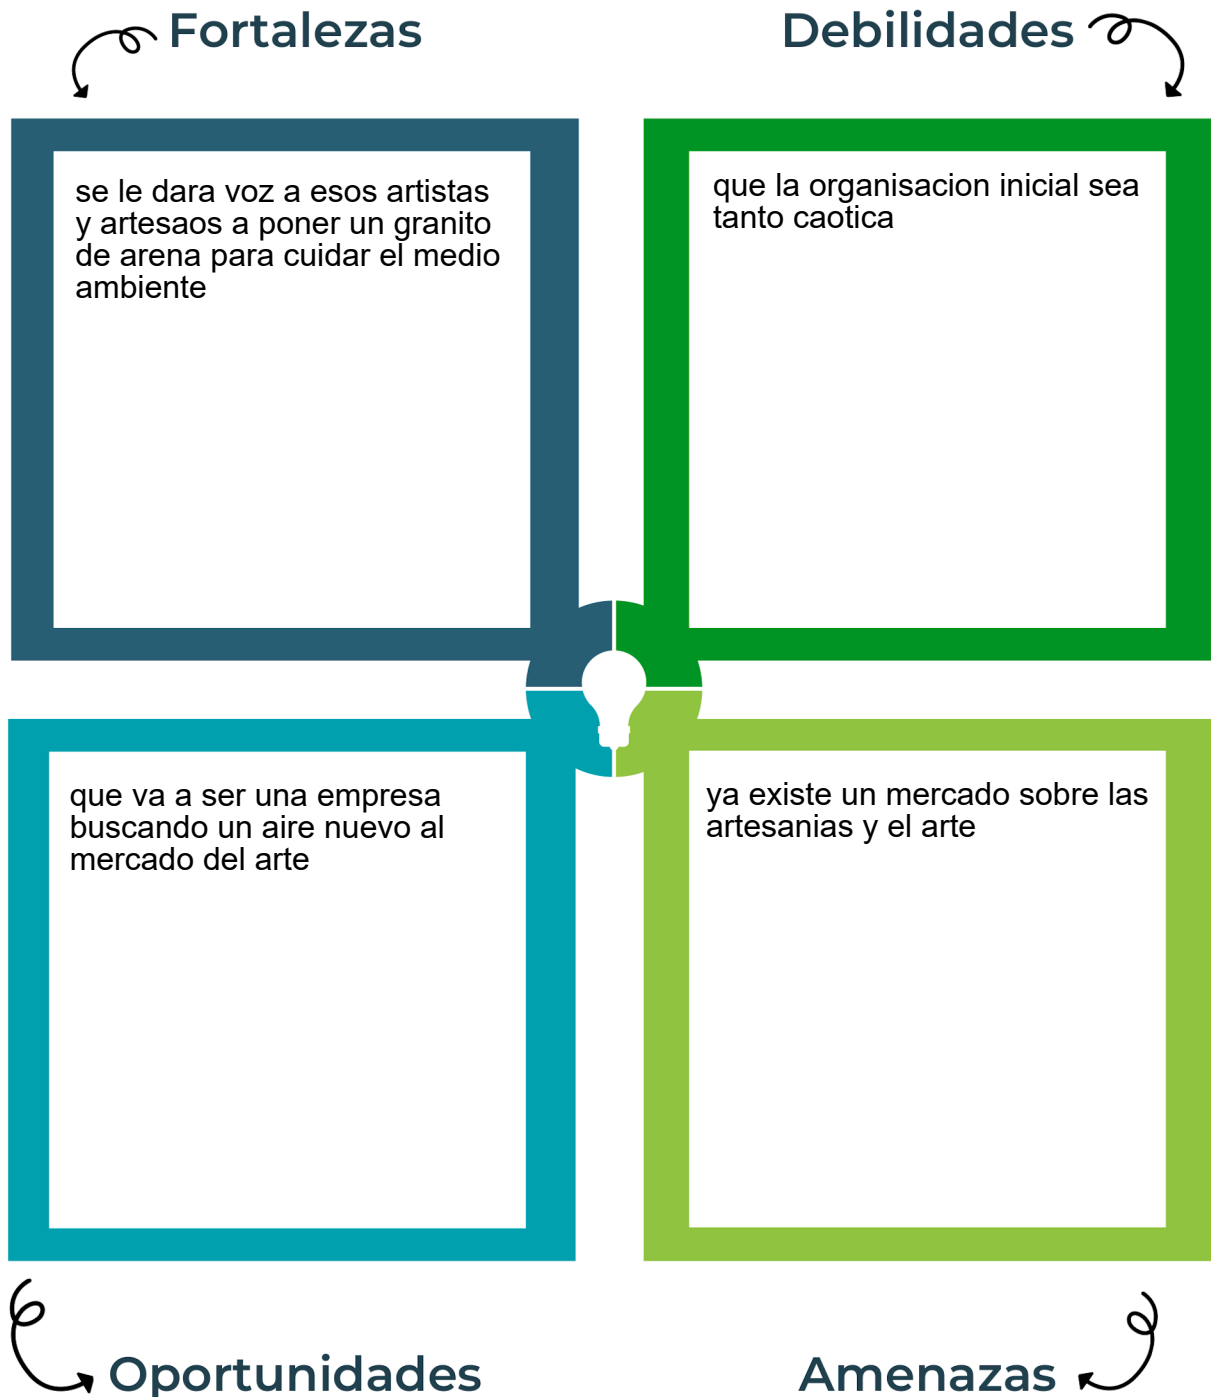 Fortalezas
Debilidades
se le dara voz a esos artistas
y artesaos a poner un granito
de arena para cuidar el medio
ambiente
que la organisacion inicial sea
tanto caotica
que va a ser una empresa
buscando un aire nuevo al
mercado del arte
ya existe un mercado sobre las
artesanias y el arte
Oportunidades
Amenazas